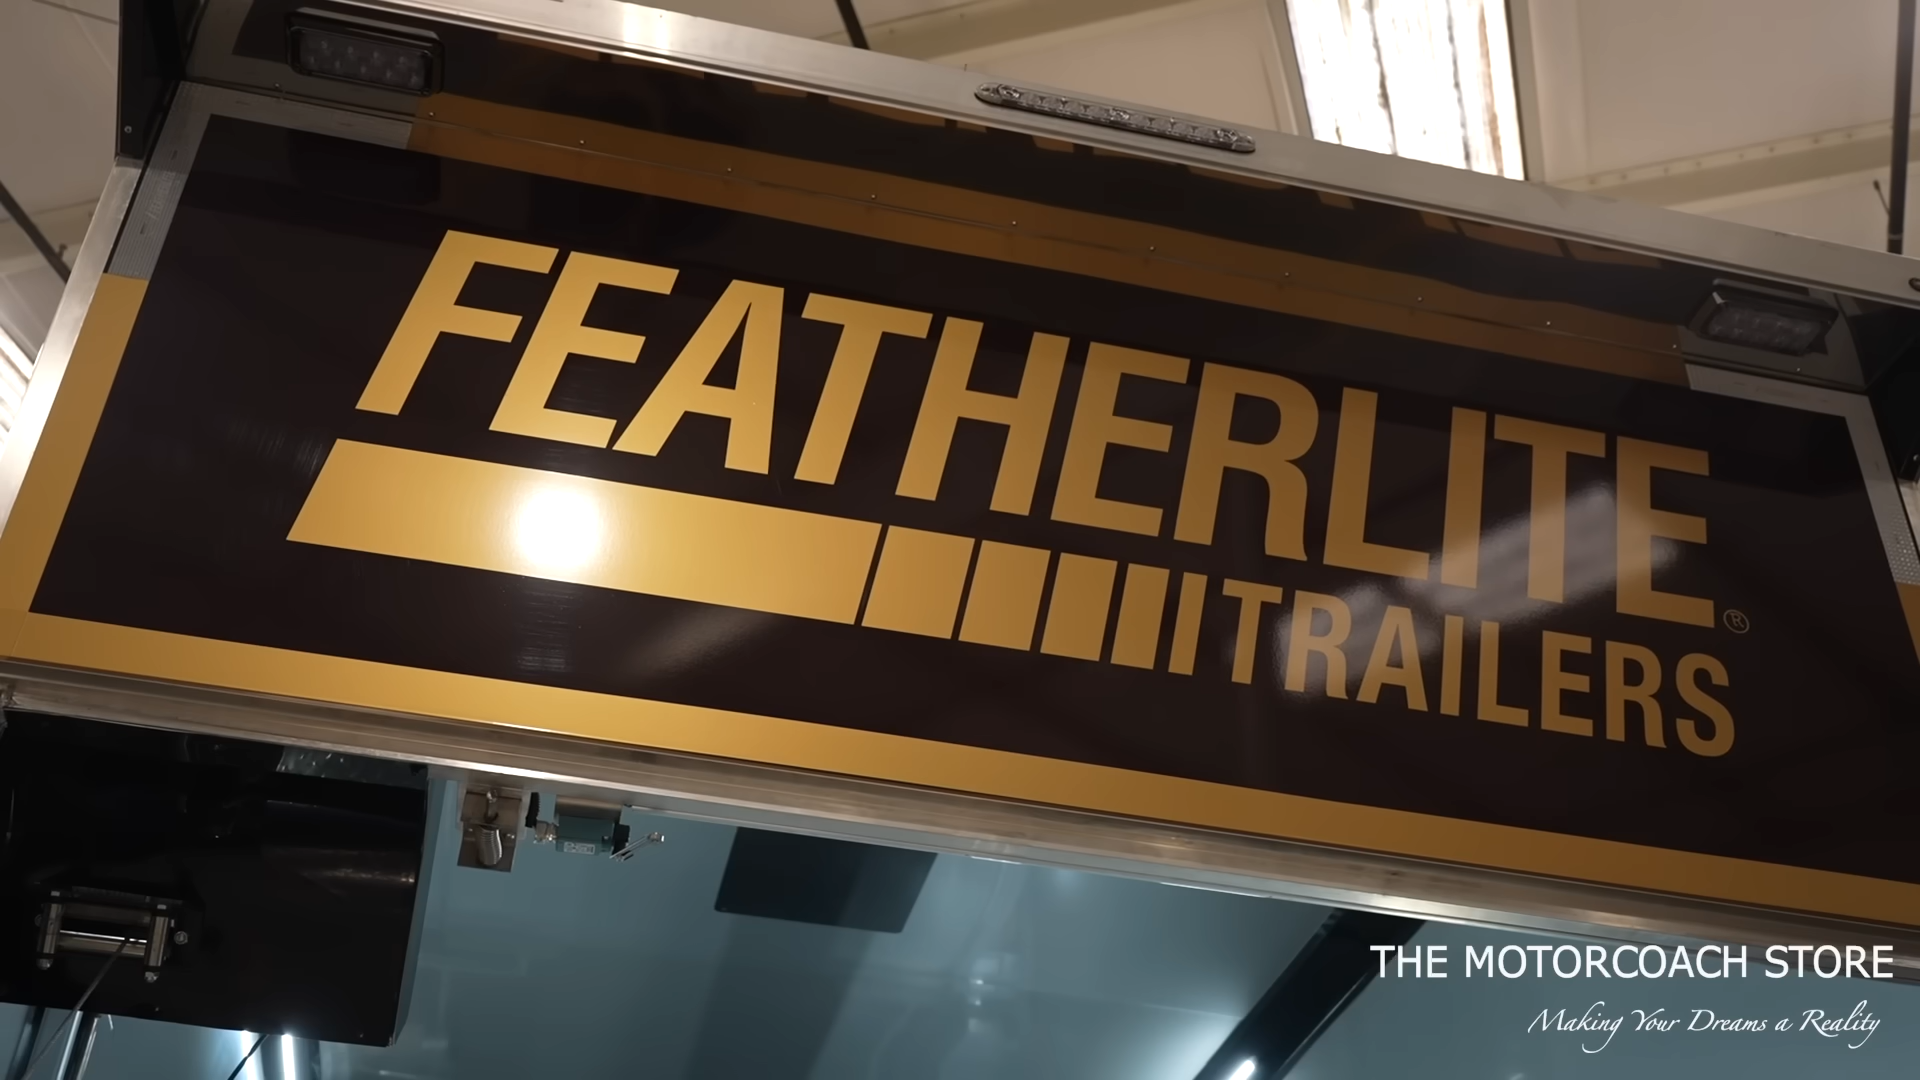 FEATHERLITE®
TRAILERS
THE MOTORCOACH STORE
Making Your Dreams a Reality